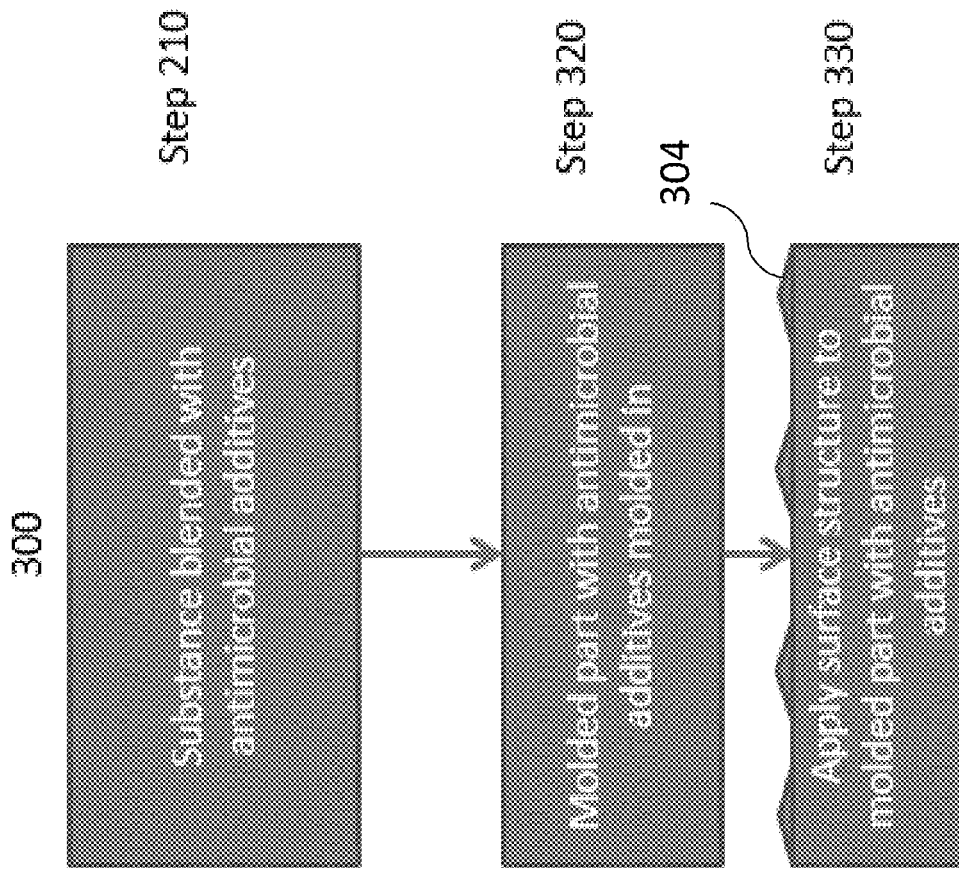 300
Substance blended with
antimicrobial additives
Step 210
Molded part with antimicrobial
additives molded in
Step 320
304
Apply surface structure to
molded part with antimicrobial
additives
Step 330